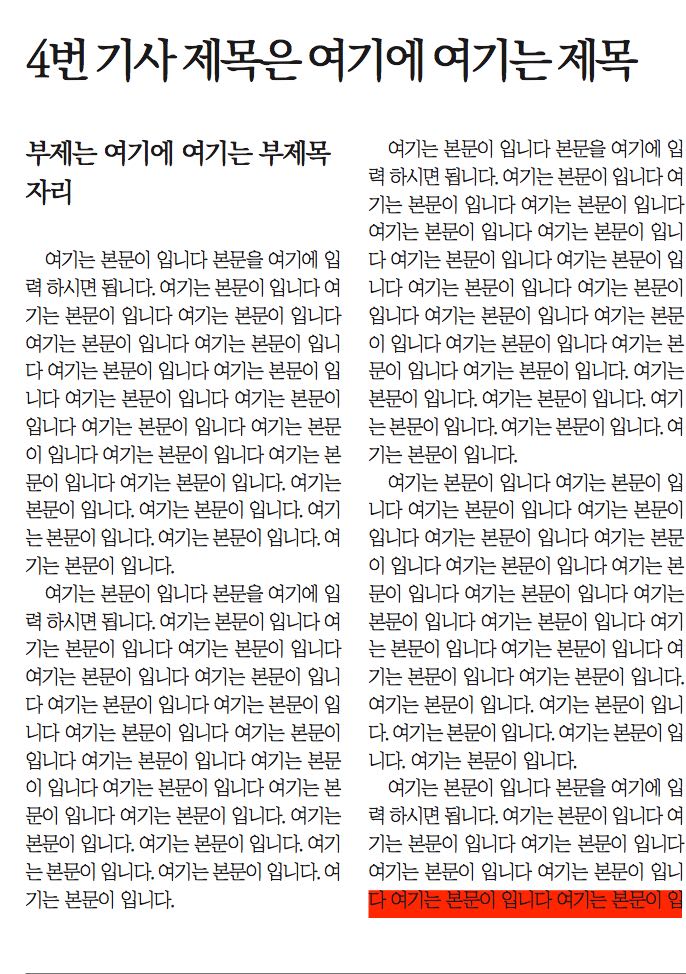 4번 기사 제목은 여기에 여기는 제목
부제는 여기에 여기는 부제목
자리
여기는 본문이 입니다 본문을 여기에 입
력 하시면 됩니다. 여기는 본문이 입니다 여
기는 본문이 입니다 여기는 본문이 입니다
여기는 본문이 입니다 여기는 본문이 입니
다 여기는 본문이 입니다 여기는 본문이 입
니다 여기는 본문이 입니다 여기는 본문이
입니다 여기는 본문이 입니다 여기는 본문
이 입니다 여기는 본문이 입니다 여기는 본
문이 입니다 여기는 본문이 입니다. 여기는
본문이 입니다. 여기는 본문이 입니다. 여기
는 본문이 입니다. 여기는 본문이 입니다. 여
기는 본문이 입니다.
여기는 본문이 입니다 본문을 여기에 입
력 하시면 됩니다. 여기는 본문이 입니다 여
기는 본문이 입니다 여기는 본문이 입니다
여기는 본문이 입니다 여기는 본문이 입니
다 여기는 본문이 입니다 여기는 본문이 입
니다 여기는 본문이 입니다 여기는 본문이
입니다 여기는 본문이 입니다 여기는 본문
이 입니다 여기는 본문이 입니다 여기는 본
문이 입니다 여기는 본문이 입니다. 여기는
본문이 입니다. 여기는 본문이 입니다. 여기
는 본문이 입니다. 여기는 본문이 입니다. 여
기는 본문이 입니다.
여기는 본문이 입니다 본문을 여기에 입
력 하시면 됩니다. 여기는 본문이 입니다 여
기는 본문이 입니다 여기는 본문이 입니다
여기는 본문이 입니다 여기는 본문이 입니
다 여기는 본문이 입니다 여기는 본문이 입
니다 여기는 본문이 입니다 여기는 본문이
입니다 여기는 본문이 입니다 여기는 본문
이 입니다 여기는 본문이 입니다 여기는 본
문이 입니다 여기는 본문이 입니다. 여기는
본문이 입니다. 여기는 본문이 입니다. 여기
는 본문이 입니다. 여기는 본문이 입니다. 여
기는 본문이 입니다.
여기는 본문이 입니다 여기는 본문이 입
니다 여기는 본문이 입니다 여기는 본문이
입니다 여기는 본문이 입니다 여기는 본문
이 입니다 여기는 본문이 입니다 여기는 본
문이 입니다 여기는 본문이 입니다 여기는
본문이 입니다 여기는 본문이 입니다 여기
는 본문이 입니다 여기는 본문이 입니다 여
기는 본문이 입니다 여기는 본문이 입니다.
여기는 본문이 입니다. 여기는 본문이 입니
다. 여기는 본문이 입니다. 여기는 본문이 입
니다. 여기는 본문이 입니다.
여기는 본문이 입니다 본문을 여기에 입
력 하시면 됩니다. 여기는 본문이 입니다 여
기는 본문이 입니다 여기는 본문이 입니다
여기는 본문이 입니다 여기는 본문이 입니
다 여기는 본문이 입니다 여기는 본문이 입